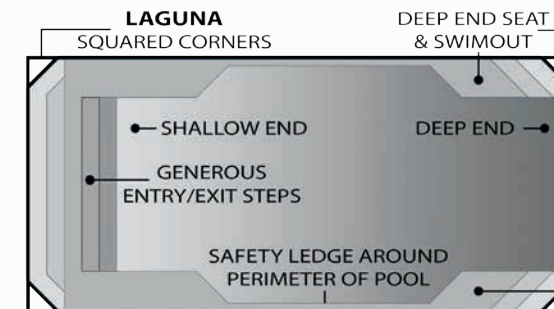 LAGUNA
SQUARED CORNERS
DEEP END SEAT
& SWIMOUT
SHALLOW END
DEEP END
GENEROUS
ENTRY/EXIT STEPS
SAFETY LEDGE AROUND
PERIMETER OF POOL